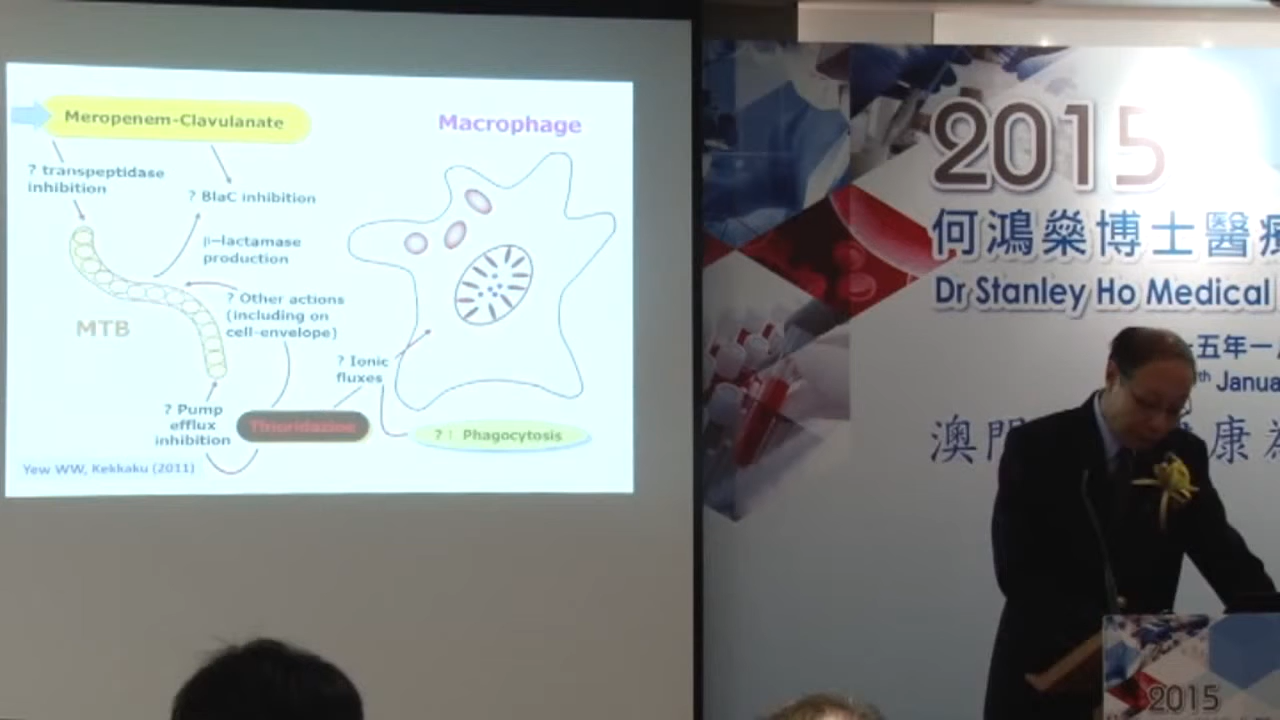 Meropenem-Clavulanate
Macrophage
? transpeptidase
inhibition
? BlaC inhibition
β-lactamase
production
? Other actions
(including on
cell-envelope)
MTB
? Ionic
fluxes
? Pump
efflux
inhibition
Thioridazine
? ↑ Phagocytosis
Yew WW, Kekkaku (2011)
2015
何鴻燊博士醫療
Dr Stanley Ho Medical
五年一
th Janua
澳門
康
2015